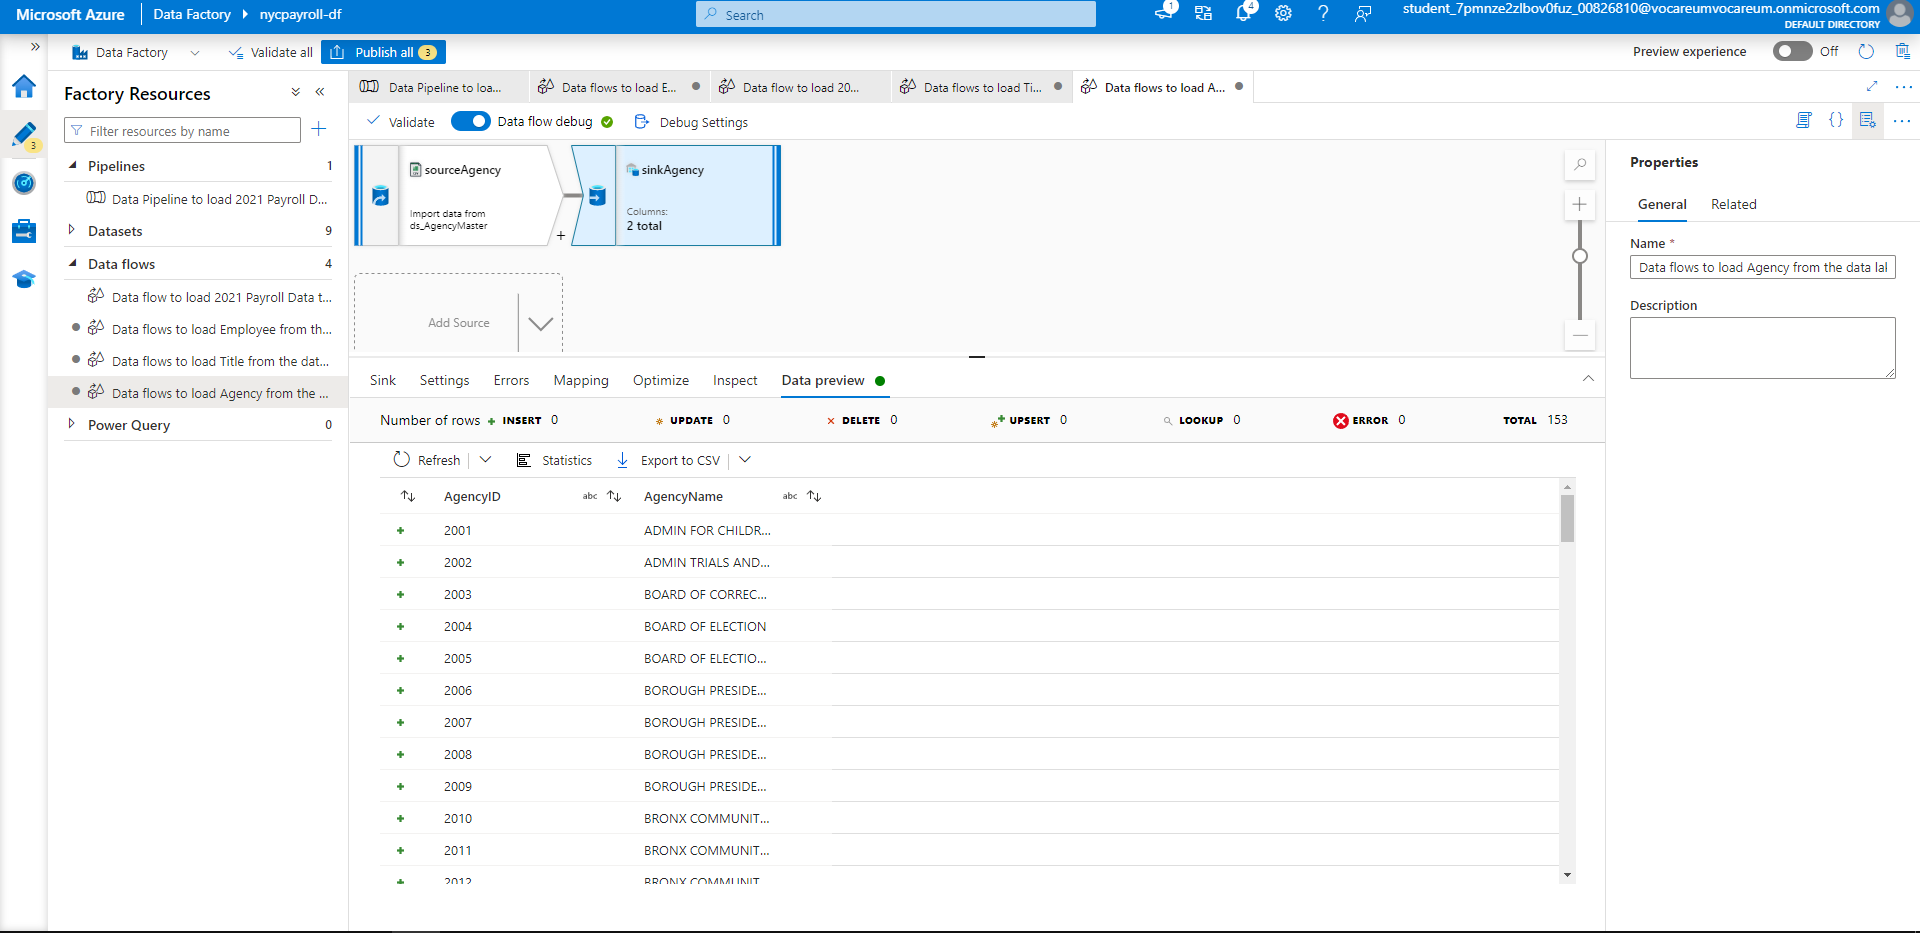 Microsoft Azure
Data Factory
nycpayroll-df
Search
1
4
student_7pmnze2zlbov0fuz_00826810@vocareumvocareum.onmicrosoft.com
DEFAULT DIRECTORY
Data Factory
Validate all
Publish all 3
Preview experience
Off
Factory Resources
Data Pipeline to loa...
Data flows to load E...
Data flow to load 20...
Data flows to load Ti...
Data flows to load A...
Filter resources by name
Validate
Data flow debug
Debug Settings
3
Pipelines 1
Data Pipeline to load 2021 Payroll D...
Datasets 9
Data flows 4
Data flow to load 2021 Payroll Data t...
Data flows to load Employee from th...
Data flows to load Title from the dat...
Data flows to load Agency from the ...
Power Query 0
sourceAgency
Import data from
ds_AgencyMaster
sinkAgency
Columns:
2 total
Add Source
Properties
General
Related
Name *
Data flows to load Agency from the data lal
Description
Sink
Settings
Errors
Mapping
Optimize
Inspect
Data preview
Number of rows INSERT 0 UPDATE 0 DELETE 0 UPSERT 0 LOOKUP 0 ERROR 0 TOTAL 153
Refresh
Statistics
Export to CSV
AgencyID abc AgencyName abc
2001 ADMIN FOR CHILDR...
2002 ADMIN TRIALS AND...
2003 BOARD OF CORREC...
2004 BOARD OF ELECTION
2005 BOARD OF ELECTIO...
2006 BOROUGH PRESIDE...
2007 BOROUGH PRESIDE...
2008 BOROUGH PRESIDE...
2009 BOROUGH PRESIDE...
2010 BRONX COMMUNIT...
2011 BRONX COMMUNIT...
2012 BRONX COMMUNIT